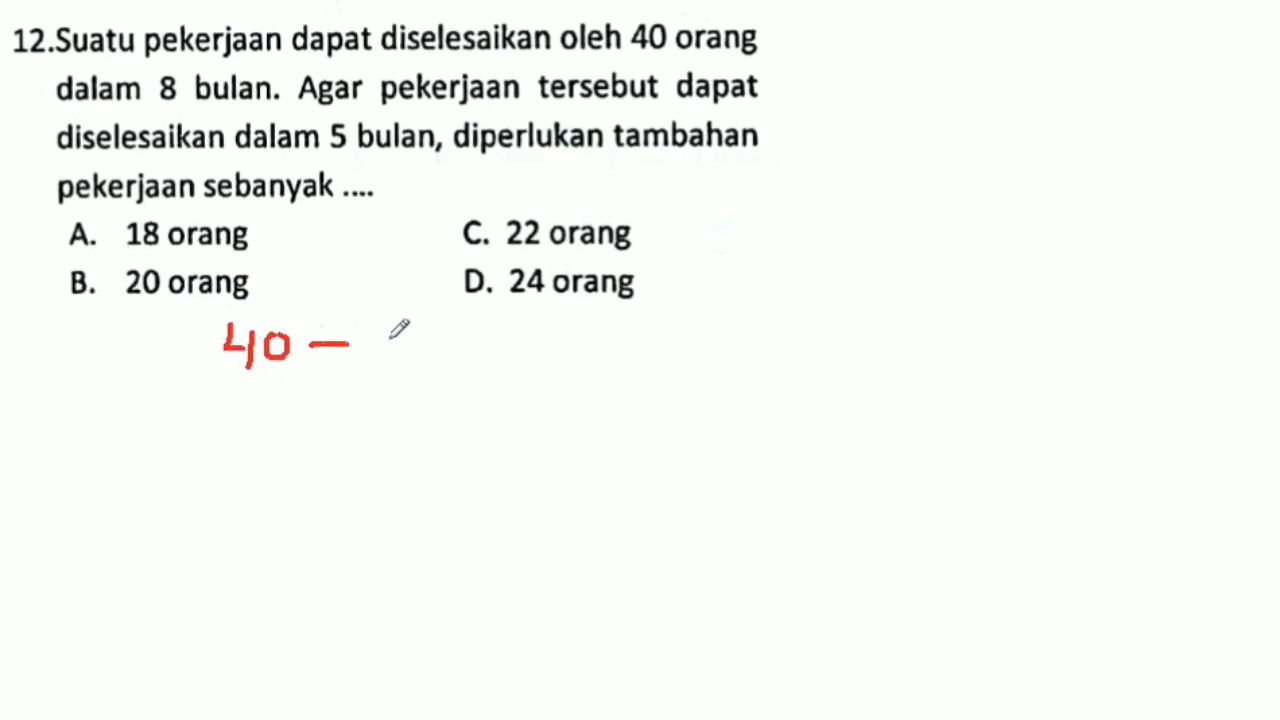 12.Suatu pekerjaan dapat diselesaikan oleh 40 orang
dalam 8 bulan. Agar pekerjaan tersebut dapat
diselesaikan dalam 5 bulan, diperlukan tambahan
pekerjaan sebanyak ....
A. 18 orang C. 22 orang
B. 20 orang D. 24 orang
40 –